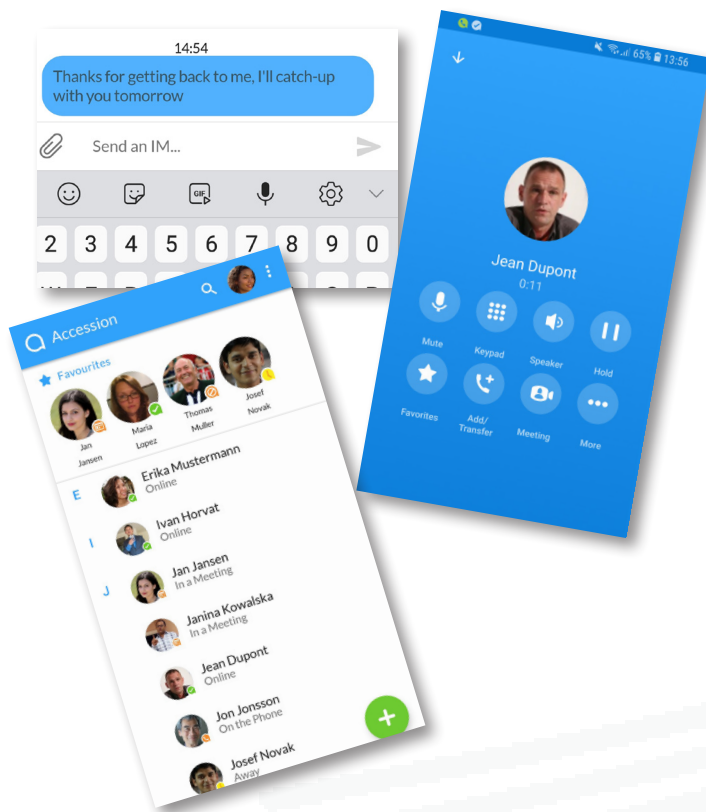 14:54
Thanks for getting back to me, I'll catch-up
with you tomorrow
Send an IM...
GIF
2 3 4 5 6 7 8 9 0
65% 13:56
Jean Dupont
0:11
Mute
Keypad
Speaker
Hold
Favorites
Add/
Transfer
Meeting
More
Accession
Favourites
Jan
Jansen
Maria
Lopez
Thomas
Muller
Josef
Novak
E
Erika Mustermann
Online
I
Ivan Horvat
Online
J
Jan Jansen
In a Meeting
Janina Kowalska
In a Meeting
Jean Dupont
Online
Jon Jonsson
On the Phone
Josef Novak
Away